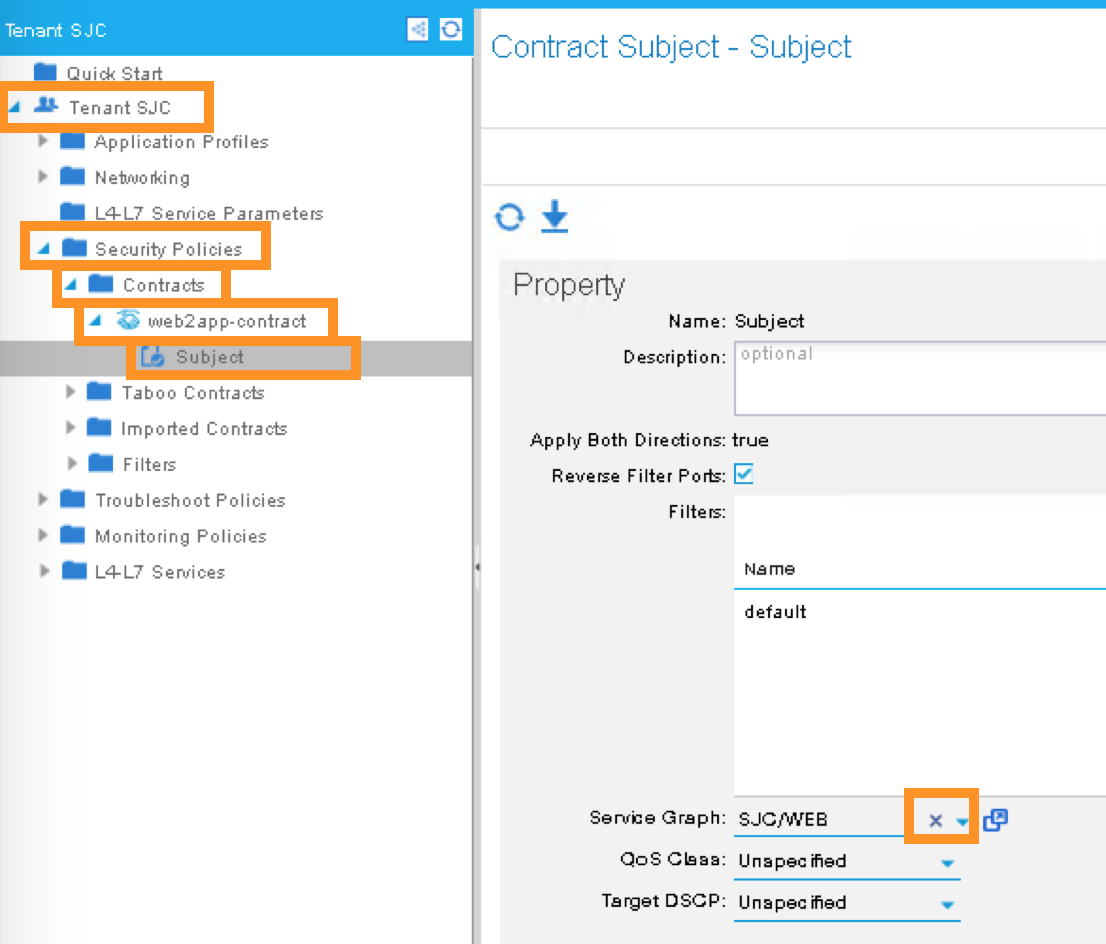 Tenant SJC
Quick Start
Tenant SJC
Application Profiles
Networking
L4-L7 Service Parameters
Security Policies
Contracts
web2app-contract
Subject
Taboo Contracts
Imported Contracts
Filters
Troubleshoot Policies
Monitoring Policies
L4-L7 Services
Contract Subject - Subject
Property
Name: Subject
Description: optional
Apply Both Directions: true
Reverse Filter Ports:
Filters:
Name
default
Service Graph: SJC/WEB
QoS Class: Unspecified
Target DSCP: Unspecified